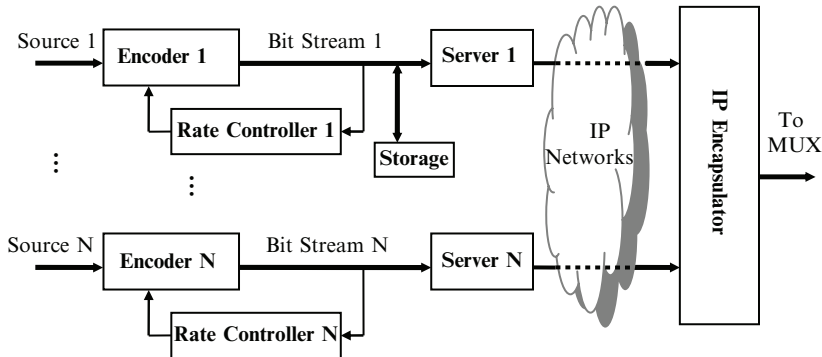 Source 1
Encoder 1
Bit Stream 1
Server 1
Rate Controller 1
Storage
IP
Networks
IP Encapsulator
To
MUX
Source N
Encoder N
Bit Stream N
Server N
Rate Controller N